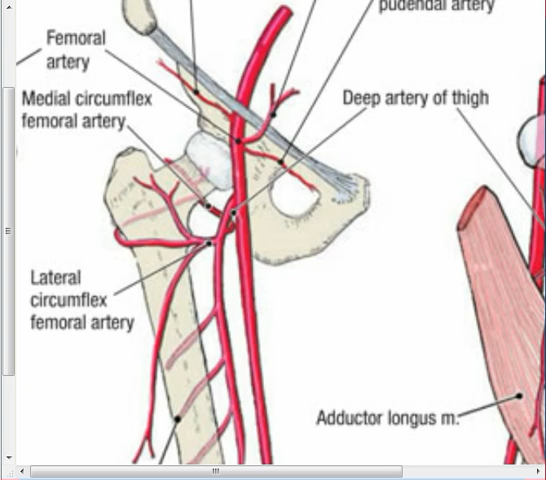 pudendal artery
Femoral
artery
Medial circumflex
femoral artery
Deep artery of thigh
Lateral
circumflex
femoral artery
Adductor longus m.